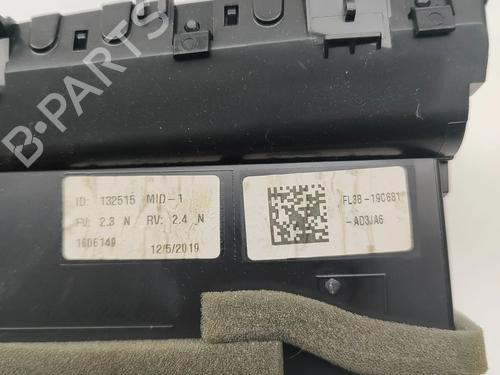 B-PARTS
ID: 132515 MID-1
FV: 2.3 N RV: 2.4 N
1606149 12/5/2019
FL3B-19C681
-AD3JA6